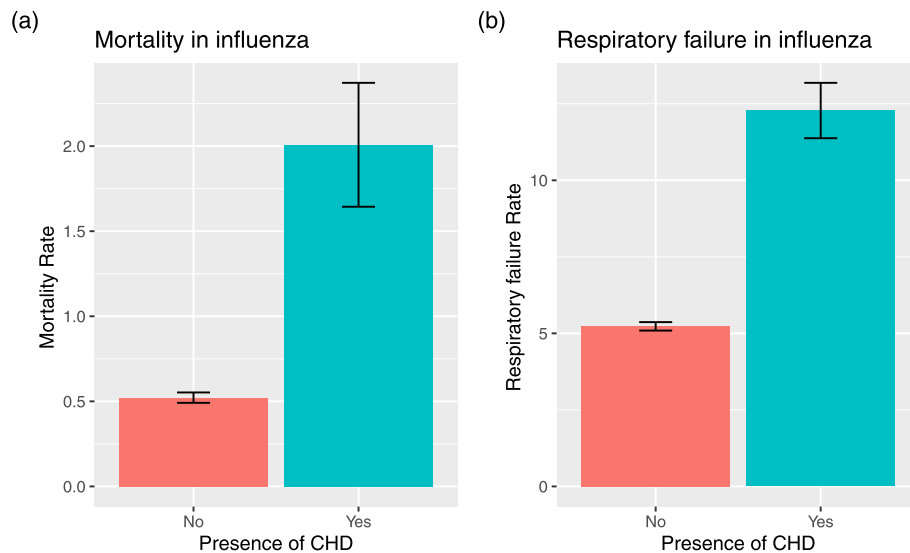 (a)
Mortality in influenza
Mortality Rate
2.0
1.5
1.0
0.5
0.0
No
Yes
Presence of CHD
(b)
Respiratory failure in influenza
Respiratory failure Rate
10
5
0
No
Yes
Presence of CHD